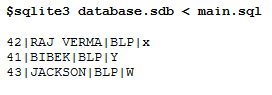 $sqlite3 database.sdb < main.sql
42|RAJ VERMA|BLP|x
41|BIBEK|BLP|Y
43|JACKSON|BLP|W